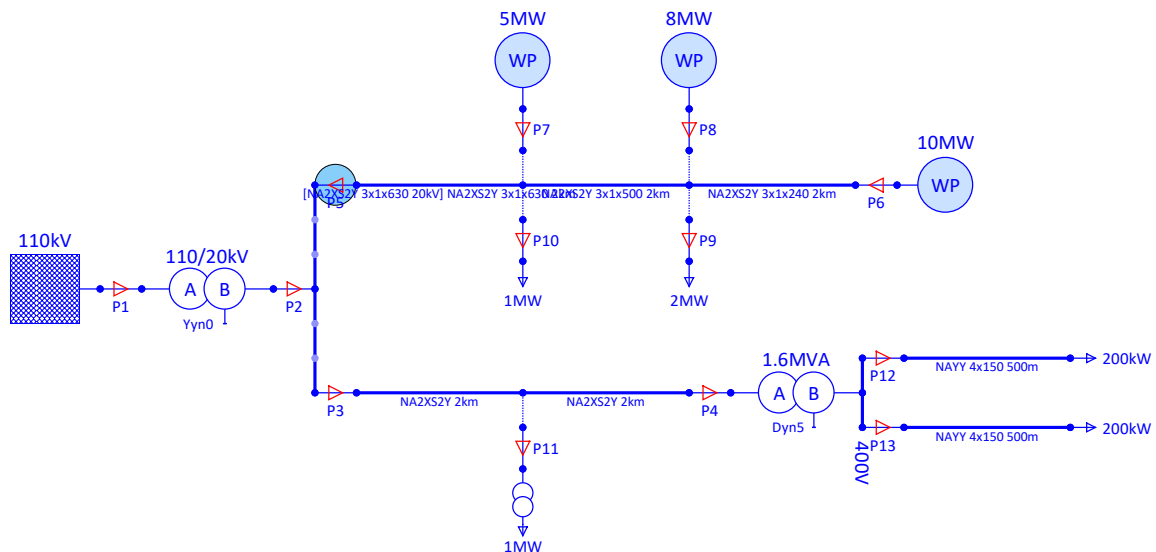 5MW
8MW
WP
WP
P7
P8
10MW
[NA2XS2Y 3x1x630 20kV]
NA2XS2Y 3x1x630 2km
NA2XS2Y 3x1x500 2km
NA2XS2Y 3x1x240 2km
WP
P5
P6
110kV
110/20kV
P10
P9
A
B
P1
P2
Yyn0
1MW
2MW
1.6MVA
P12
NAYY 4x150 500m
200kW
P3
NA2XS2Y 2km
NA2XS2Y 2km
P4
A
B
Dyn5
P11
P13
NAYY 4x150 500m
200kW
400V
1MW